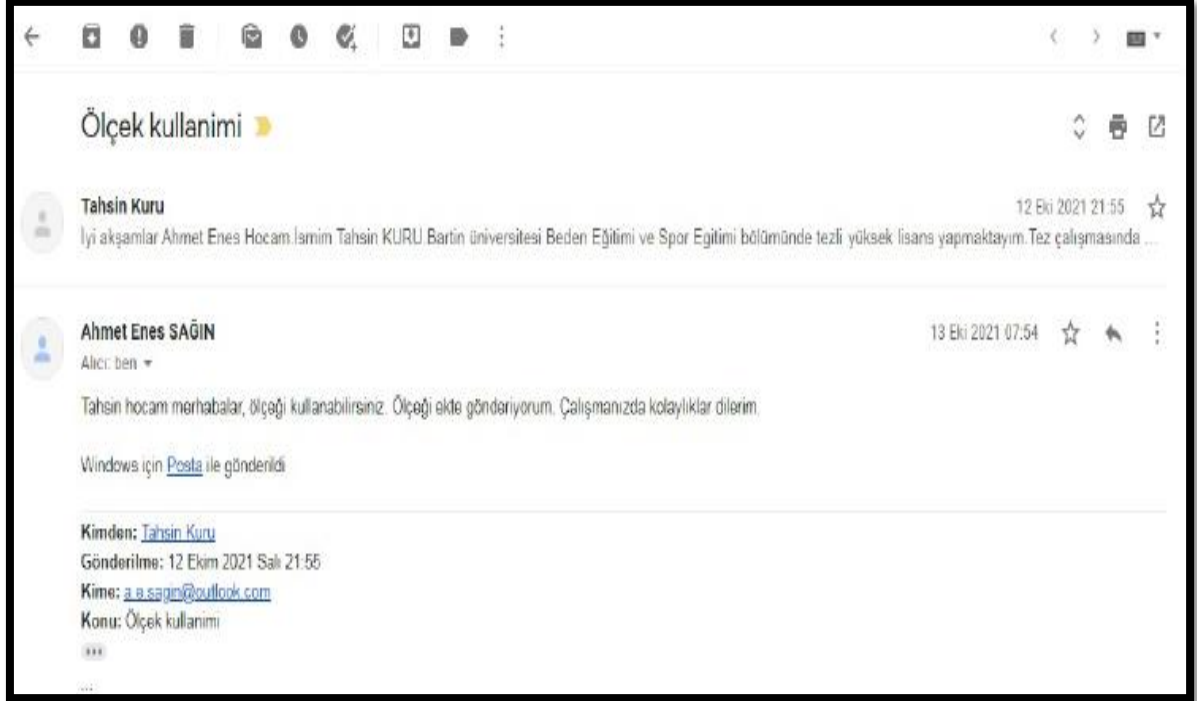 Ölçek kullanimi
Tahsin Kuru
12 Eki 2021 21:55
İyi akşamlar Ahmet Enes Hocam.İsmim Tahsin KURU.Bartin üniversitesi Beden Eğitimi ve Spor Egitimi bölümünde tezli yüksek lisans yapmaktayım.Tez çalışmasında ...
Ahmet Enes SAĞIN
13 Eki 2021 07:54
Alıcı: ben
Tahsin hocam merhabalar, ölçeği kullanabilirsiniz. Ölçeği ekte gönderiyorum. Çalışmanızda kolaylıklar dilerim.
Windows için Posta ile gönderildi
Kimden: Tahsin Kuru
Gönderilme: 12 Ekim 2021 Salı 21:55
Kime: a.e.sagin@outlook.com
Konu: Ölçek kullanimi
...